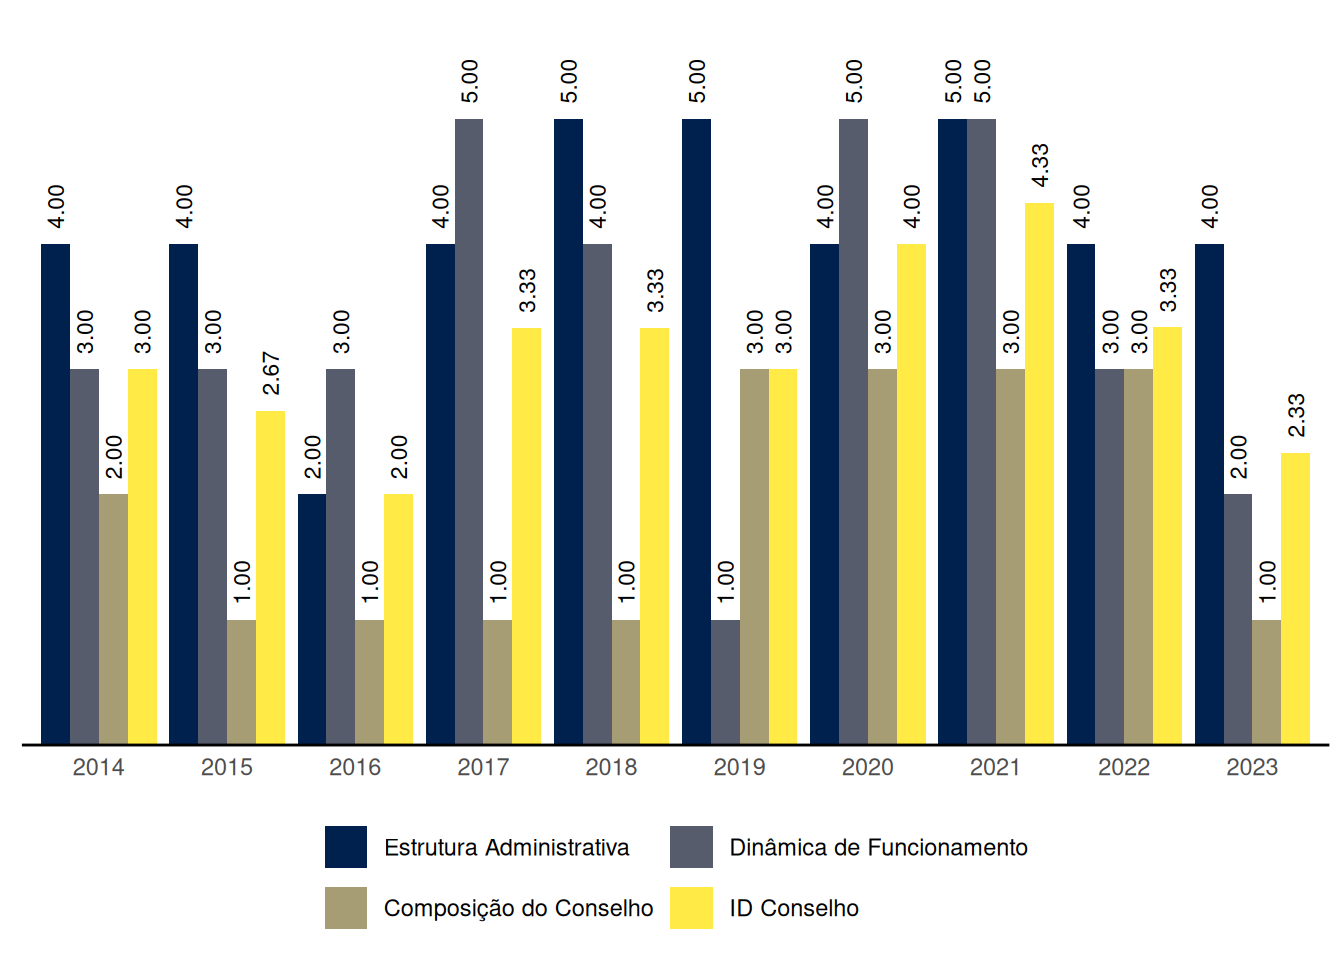 5.00 5.00 5.00 5.00 5.00 5.00
4.33
4.00 4.00 4.00 4.00 4.00 4.00 4.00 4.00
3.33 3.33 3.33
3.00 3.00 3.00 3.00 3.00 3.00 3.00 3.00 3.00 3.00
2.67
2.33
2.00 2.00 2.00 2.00
1.00 1.00 1.00 1.00 1.00 1.00
2014 2015 2016 2017 2018 2019 2020 2021 2022 2023
Estrutura Administrativa Dinâmica de Funcionamento
Composição do Conselho ID Conselho